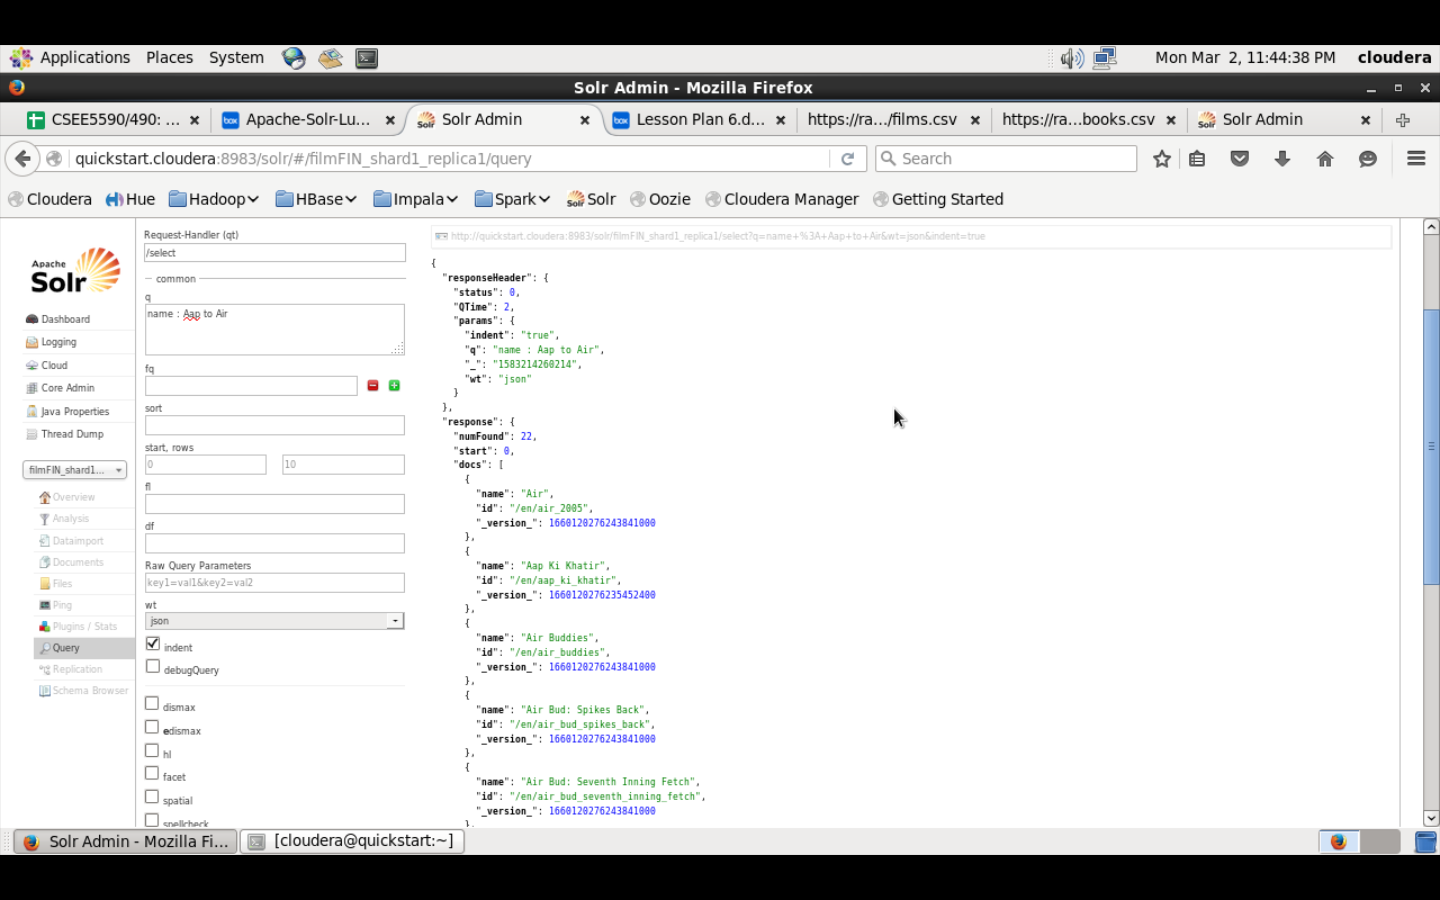 Applications Places System Mon Mar 2, 11:44:38 PM cloudera
Solr Admin - Mozilla Firefox
CSEE5590/490: ... Apache-Solr-Lu... Solr Admin Lesson Plan 6.d... https://ra.../films.csv https://ra...books.csv Solr Admin
quickstart.cloudera:8983/solr/#/filmFIN_shard1_replica1/query Search
Cloudera Hue Hadoop HBase Impala Spark Solr Oozie Cloudera Manager Getting Started
Apache
Solr
Dashboard
Logging
Cloud
Core Admin
Java Properties
Thread Dump
filmFIN_shard1...
Overview
Analysis
Dataimport
Documents
Files
Ping
Plugins / Stats
Query
Replication
Schema Browser
Request-Handler (qt)
/select
common
q
name : Aap to Air
fq
sort
start, rows
0 10
fl
df
Raw Query Parameters
key1=val1&key2=val2
wt
json
indent
debugQuery
dismax
edismax
hl
facet
spatial
spellcheck
http://quickstart.cloudera:8983/solr/filmFIN_shard1_replica1/select?q=name+%3A+Aap+to+Air&wt=json&indent=true
{
"responseHeader": {
"status": 0,
"QTime": 2,
"params": {
"indent": "true",
"q": "name : Aap to Air",
"_": "1583214260214",
"wt": "json"
}
},
"response": {
"numFound": 22,
"start": 0,
"docs": [
{
"name": "Air",
"id": "/en/air_2005",
"_version_": 1660120276243841000
},
{
"name": "Aap Ki Khatir",
"id": "/en/aap_ki_khatir",
"_version_": 1660120276235452400
},
{
"name": "Air Buddies",
"id": "/en/air_buddies",
"_version_": 1660120276243841000
},
{
"name": "Air Bud: Spikes Back",
"id": "/en/air_bud_spikes_back",
"_version_": 1660120276243841000
},
{
"name": "Air Bud: Seventh Inning Fetch",
"id": "/en/air_bud_seventh_inning_fetch",
"_version_": 1660120276243841000
},
Solr Admin - Mozilla Fi... [cloudera@quickstart:~]